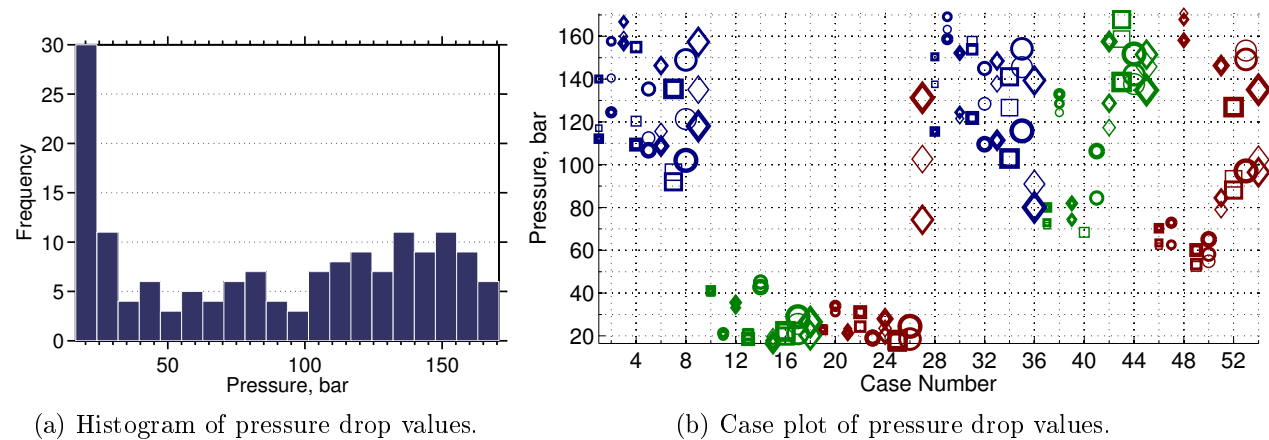 30
25
20
15
10
5
0
Frequency
50 100 150
Pressure, bar
(a) Histogram of pressure drop values.
160
140
120
100
80
60
40
20
Pressure, bar
4 8 12 16 20 24 28 32 36 40 44 48 52
Case Number
(b) Case plot of pressure drop values.